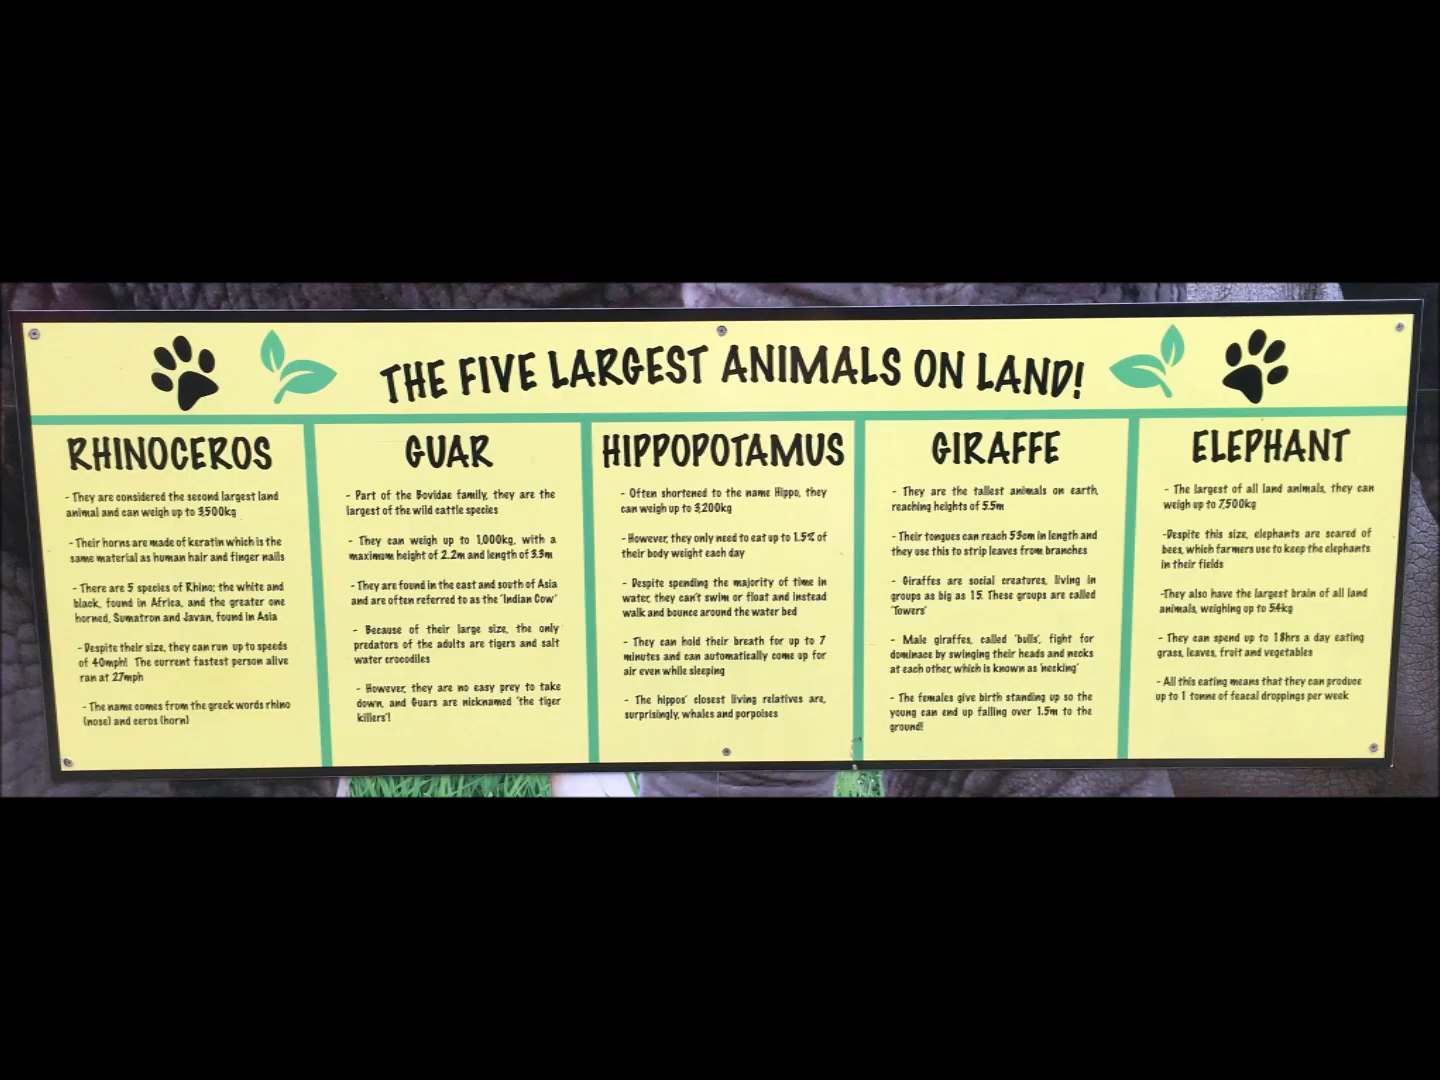 THE FIVE LARGEST ANIMALS ON LAND!
RHINOCEROS
- They are considered the second largest land
animal and can weigh up to 3,500kg
- Their horns are made of keratin which is the
same material as human hair and finger nails
- There are 5 species of Rhino; the white and
black, found in Africa, and the greater one
horned, Sumatron and Javan, found in Asia
- Despite their size, they can run up to speeds
of 40mph! The current fastest person alive
ran at 27mph
- The name comes from the greek words rhino
(nose) and ceros (horn)
GUAR
- Part of the Bovidae family, they are the
largest of the wild cattle species
- They can weigh up to 1,000kg, with a
maximum height of 2.2m and length of 3.3m
- They are found in the east and south of Asia
and are often referred to as the 'Indian Cow'
- Because of their large size, the only
predators of the adults are tigers and salt
water crocodiles
- However, they are no easy prey to take
down, and Guars are nicknamed 'the tiger
killers'!
HIPPOPOTAMUS
- Often shortened to the name Hippo, they
can weigh up to 3,200kg
- However, they only need to eat up to 1.5% of
their body weight each day
- Despite spending the majority of time in
water, they can't swim or float and instead
walk and bounce around the water bed
- They can hold their breath for up to 7
minutes and can automatically come up for
air even while sleeping
- The hippos' closest living relatives are,
surprisingly, whales and porpoises
GIRAFFE
- They are the tallest animals on earth,
reaching heights of 5.5m
- Their tongues can reach 53cm in length and
they use this to strip leaves from branches
- Giraffes are social creatures, living in
groups as big as 15. These groups are called
'Towers'
- Male giraffes, called 'bulls', fight for
dominace by swinging their heads and necks
at each other, which is known as 'necking'
- The females give birth standing up so the
young can end up falling over 1.5m to the
ground!
ELEPHANT
- The largest of all land animals, they can
weigh up to 7,500kg
-Despite this size, elephants are scared of
bees, which farmers use to keep the elephants
in their fields
-They also have the largest brain of all land
animals, weighing up to 5.4kg
- They can spend up to 18hrs a day eating
grass, leaves, fruit and vegetables
- All this eating means that they can produce
up to 1 tonne of feacal droppings per week